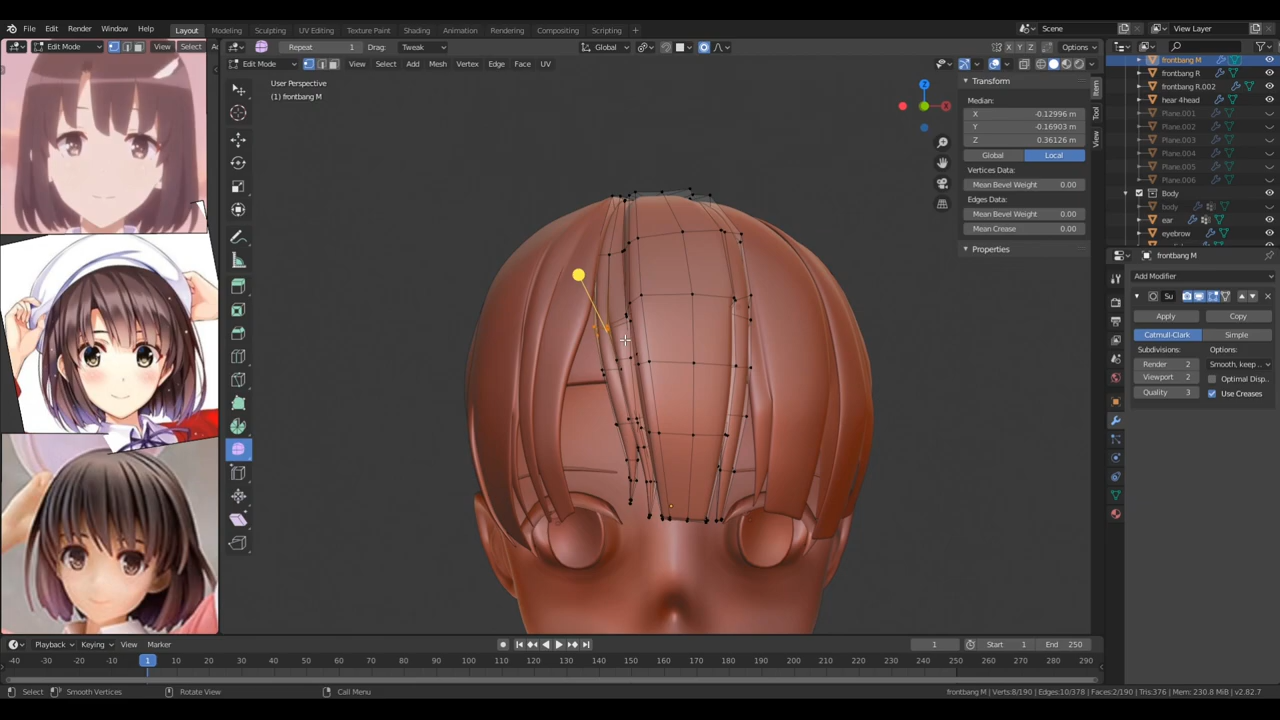 File Edit Render Window Help Layout Modeling Sculpting UV Editing Texture Paint Shading Animation Rendering Compositing Scripting + Scene View Layer
Edit Mode View Select Repeat 1 Drag: Tweak Global X Y Z Options
Edit Mode View Select Add Mesh Vertex Edge Face UV
User Perspective
(1) frontbang M
Z
X
Transform
Median:
X -0.12996 m
Y -0.16903 m
Z 0.36126 m
Global Local
Vertices Data:
Mean Bevel Weight 0.00
Edges Data:
Mean Bevel Weight 0.00
Mean Crease 0.00
Properties
Item
Tool
View
frontbang M
frontbang R
frontbang R.002
hear 4head
Plane.001
Plane.002
Plane.003
Plane.004
Plane.005
Plane.006
Body
body
ear
eyebrow
frontbang M
Add Modifier
Su
Apply Copy
Catmull-Clark Simple
Subdivisions: Options:
Render 2 Smooth, keep ..
Viewport 2 Optimal Disp..
Quality 3 Use Creases
Playback Keying View Marker 1 Start 1 End 250
-40 -30 -20 -10 1 10 20 30 40 50 60 70 80 90 100 110 120 130 140 150 160 170 180 190 200 210 220 230 240 250 260 270 280 290
Select Smooth Vertices Rotate View Call Menu frontbang M | Verts:8/190 | Edges:10/378 | Faces:2/190 | Tris:376 | Mem: 230.8 MiB | v2.82.7